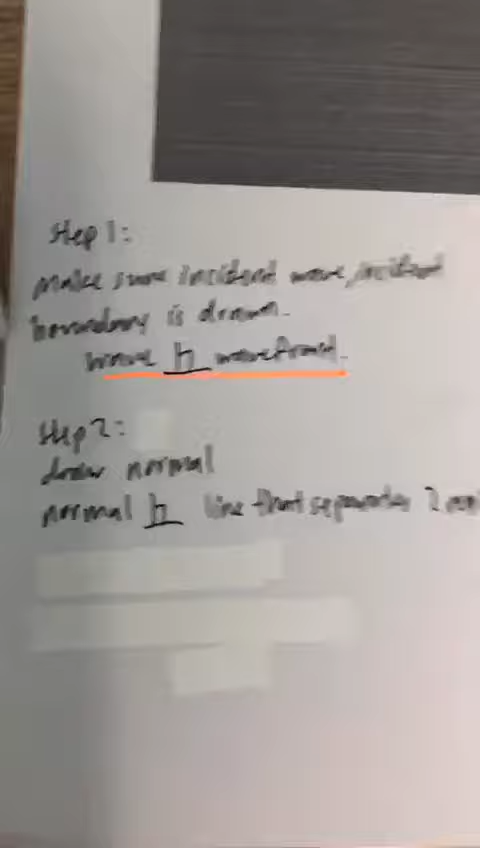 Step 1:
make sure incident wave, incident
boundary is drawn.
wave ⊥ wavefront.
Step 2:
draw normal
normal ⊥ line that separates 2